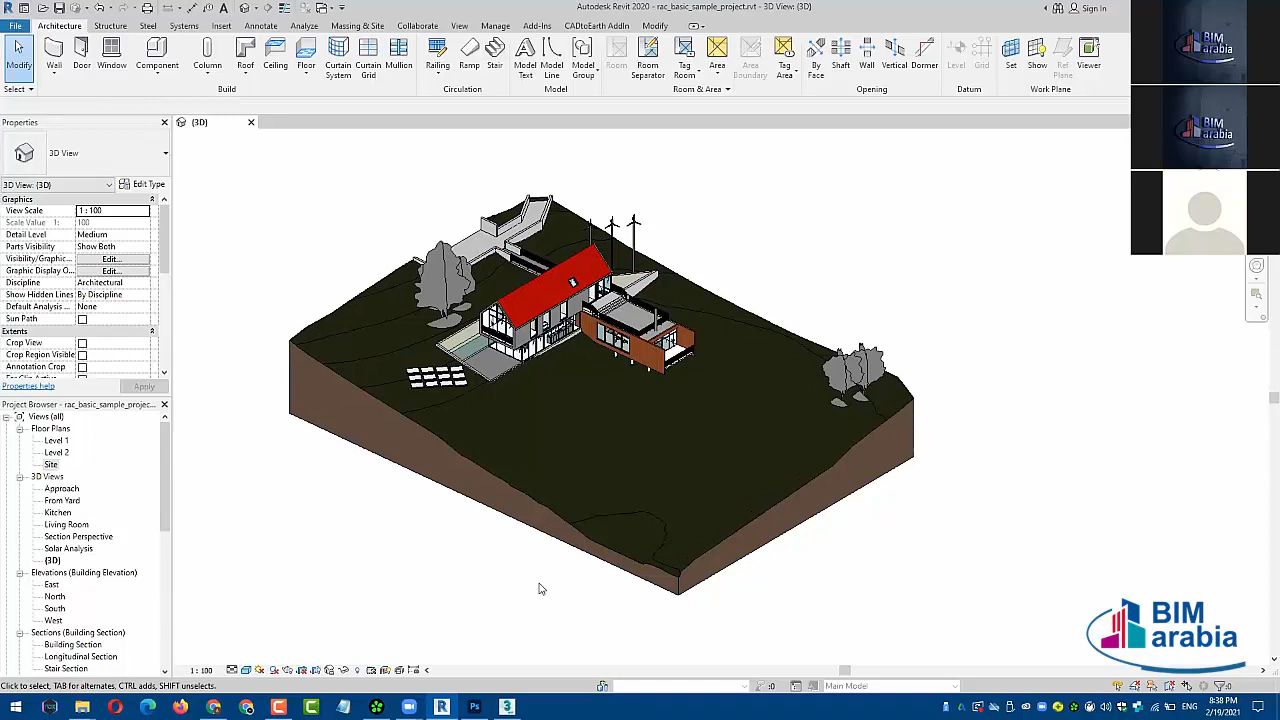 Autodesk Revit 2020 - rac_basic_sample_project.rvt - 3D View: {3D}
Sign In
File Architecture Structure Steel Systems Insert Annotate Analyze Massing & Site Collaborate View Manage Add-Ins CADtoEarth AddIn Modify
Modify Wall Door Window Component Column Roof Ceiling Floor Curtain System Curtain Grid Mullion Railing Ramp Stair Model Text Model Line Model Group Room Room Separator Tag Room Area Area Boundary Tag Area By Face Shaft Wall Vertical Dormer Level Grid Set Show Ref Plane Viewer
Select Build Circulation Model Room & Area Opening Datum Work Plane
BIM
arabia
BIM
arabia
Properties
{3D}
3D View
3D View: {3D} Edit Type
Graphics
View Scale 1 : 100
Scale Value 1: 100
Detail Level Medium
Parts Visibility Show Both
Visibility/Graphic... Edit...
Graphic Display O... Edit...
Discipline Architectural
Show Hidden Lines By Discipline
Default Analysis ... None
Sun Path
Extents
Crop View
Crop Region Visible
Annotation Crop
Properties help Apply
Project Browser - rac_basic_sample_projec...
Views (all)
Floor Plans
Level 1
Level 2
Site
3D Views
Approach
From Yard
Kitchen
Living Room
Section Perspective
Solar Analysis
{3D}
Elevations (Building Elevation)
East
North
South
West
Sections (Building Section)
Building Section
Longitudinal Section
Stair Section
1 : 100
BIM
arabia
Click to select, TAB for alternates, CTRL adds, SHIFT unselects.
:0
Main Model
:0
ENG
8:38 PM
2/19/2021